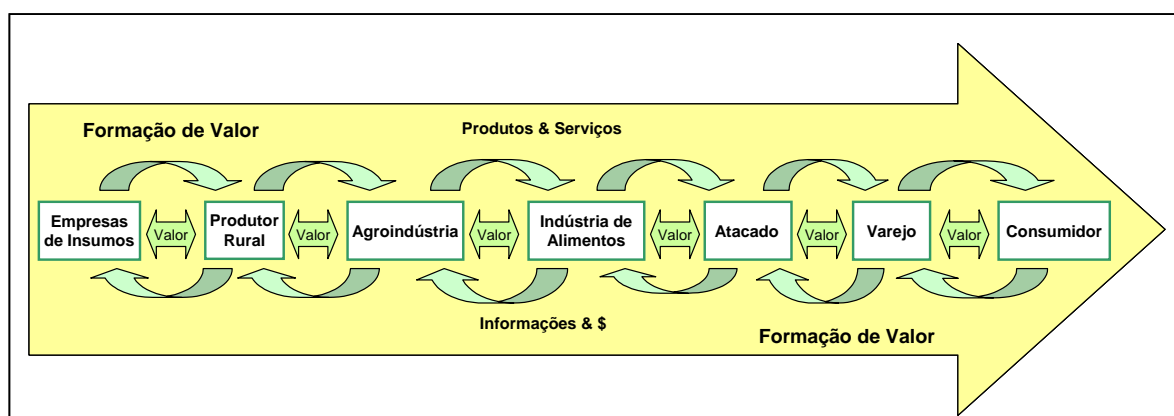 Formação de Valor
Produtos & Serviços
Empresas
de Insumos
Valor
Produtor
Rural
Valor
Agroindústria
Valor
Indústria de
Alimentos
Valor
Atacado
Valor
Varejo
Valor
Consumidor
Informações & $
Formação de Valor